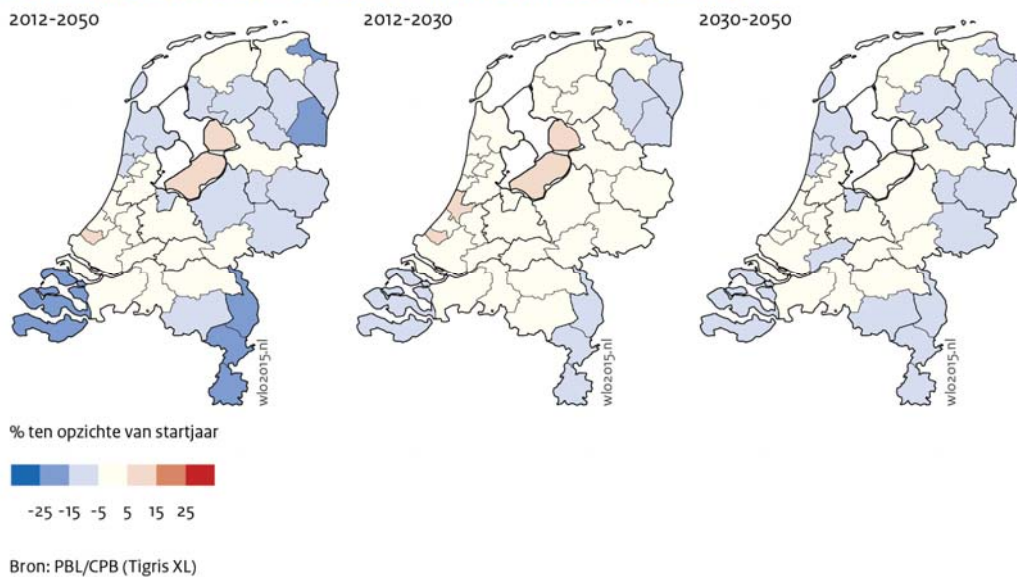 2012-2050
2012-2030
2030-2050
wlo2015.nl
wlo2015.nl
wlo2015.nl
% ten opzichte van startjaar
-25 -15 -5 5 15 25
Bron: PBL/CPB (Tigris XL)